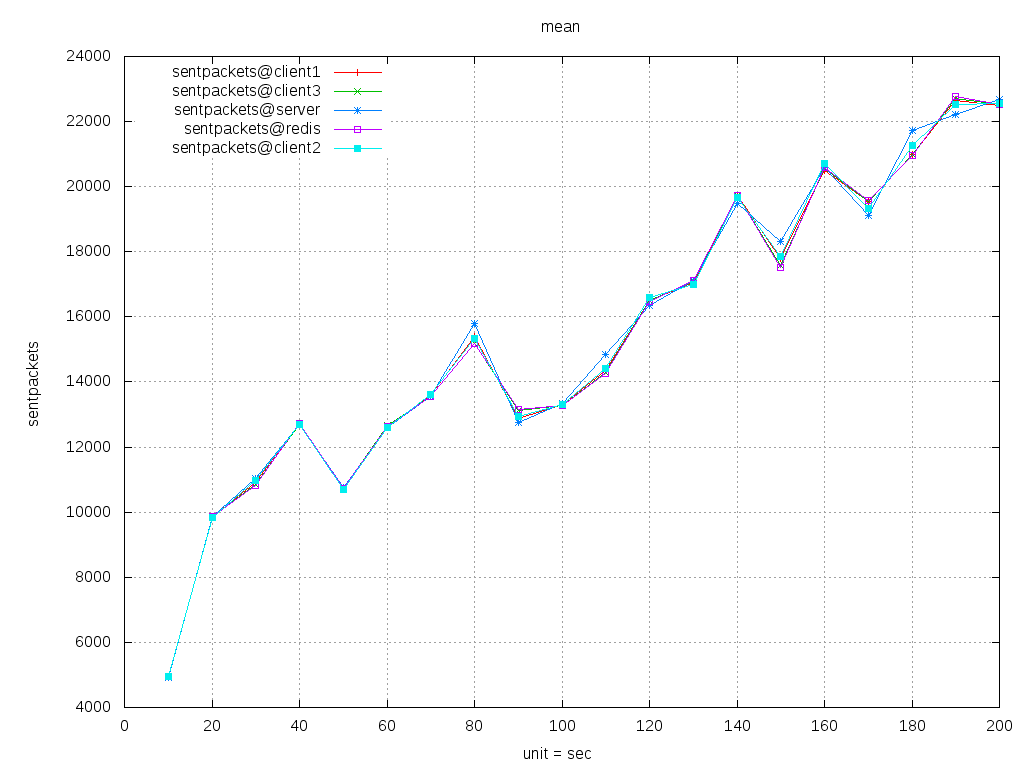 mean
24000
22000
20000
18000
16000
14000
12000
10000
8000
6000
4000
sentpackets
sentpackets@client1
sentpackets@client3
sentpackets@server
sentpackets@redis
sentpackets@client2
0 20 40 60 80 100 120 140 160 180 200
unit = sec